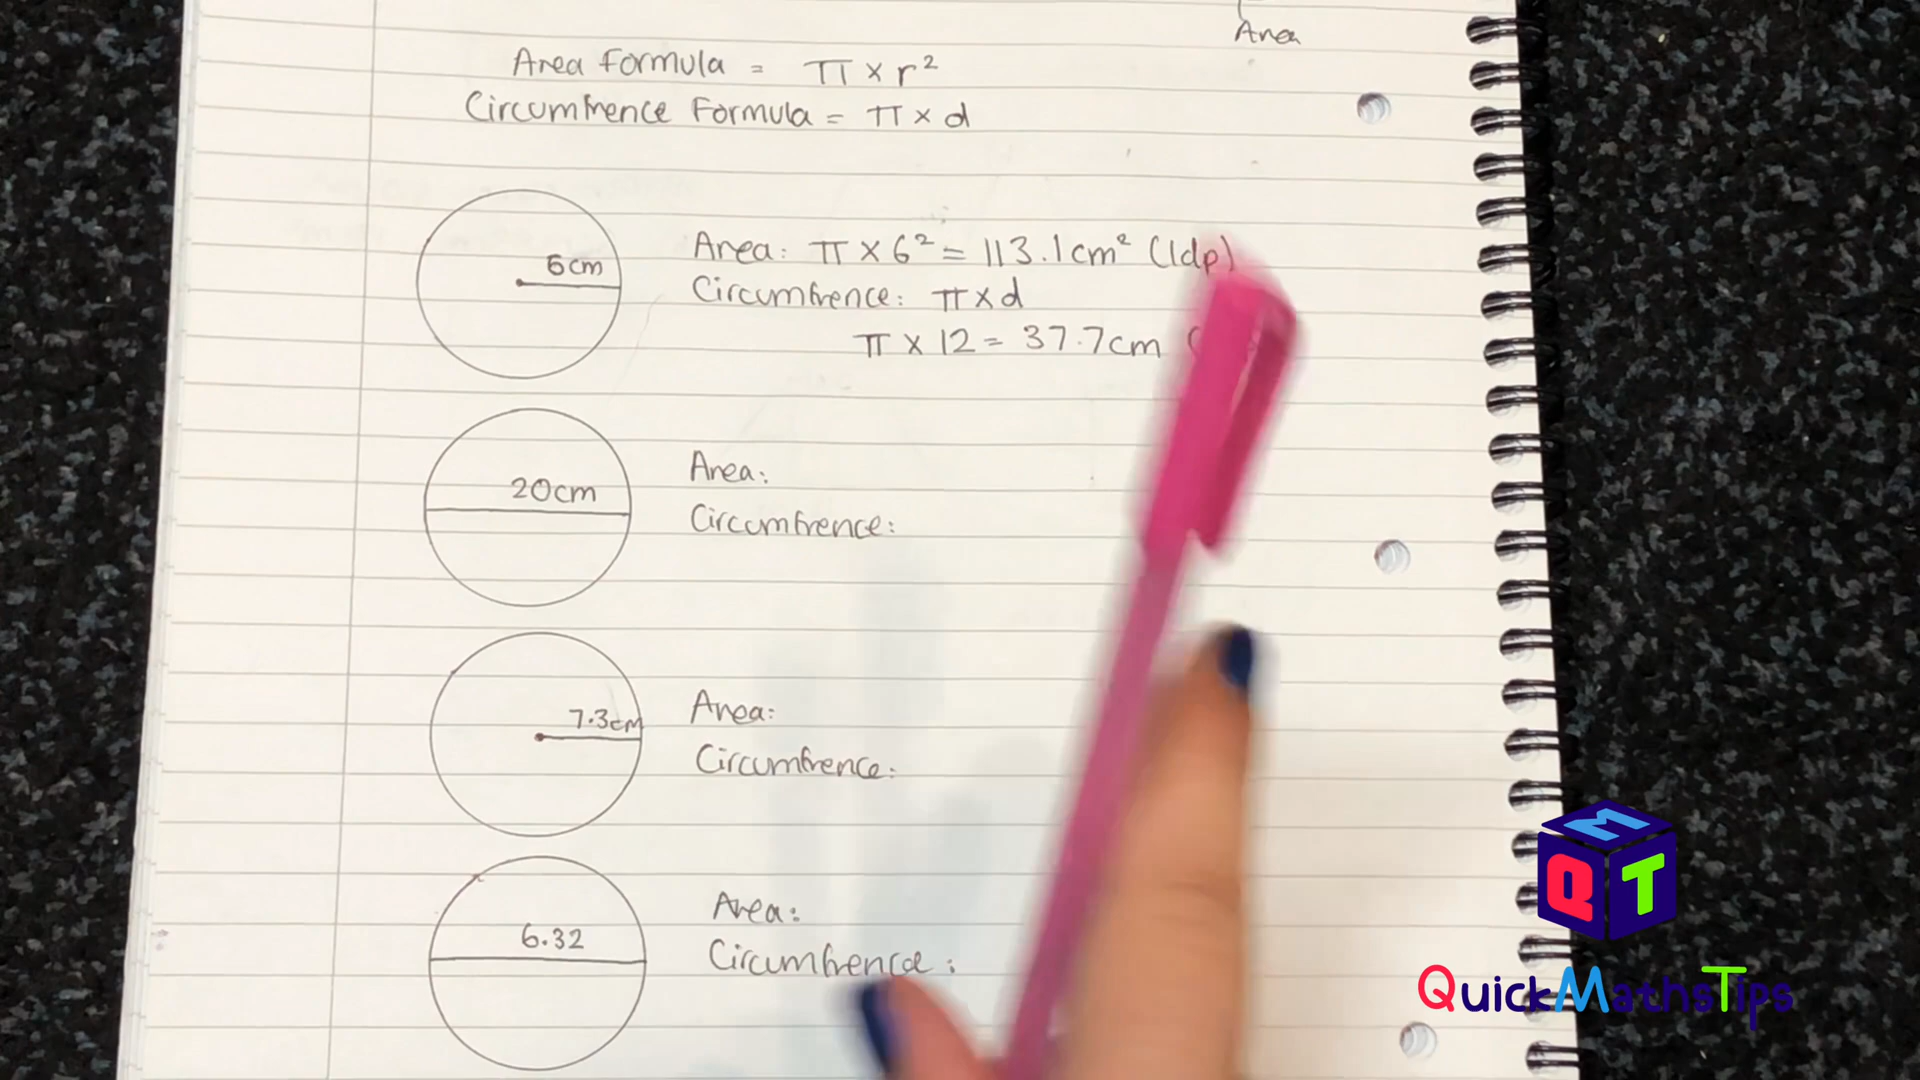 Area
Area Formula = π × r²
Circumfrence Formula = π × d
6cm
Area: π × 6² = 113.1cm² (1dp)
Circumfrence: π × d
π × 12 = 37.7cm (
20cm
Area:
Circumfrence:
7.3cm
Area:
Circumfrence:
6.32
Area:
Circumfrence:
M
Q T
QuickMathsTips